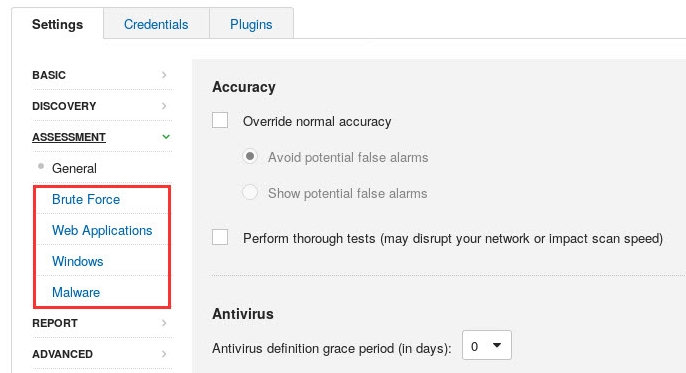 Settings Credentials Plugins
BASIC
DISCOVERY
ASSESSMENT
General
Brute Force
Web Applications
Windows
Malware
REPORT
ADVANCED
Accuracy
Override normal accuracy
Avoid potential false alarms
Show potential false alarms
Perform thorough tests (may disrupt your network or impact scan speed)
Antivirus
Antivirus definition grace period (in days): 0